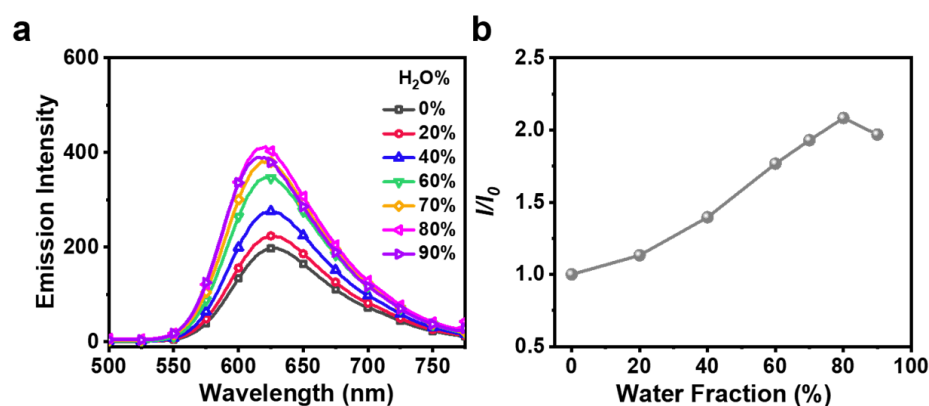 a
600
400
200
0
Emission Intensity
500 550 600 650 700 750
Wavelength (nm)
H₂O%
0%
20%
40%
60%
70%
80%
90%
b
2.5
2.0
1.5
1.0
0.5
I/I₀
0 20 40 60 80 100
Water Fraction (%)